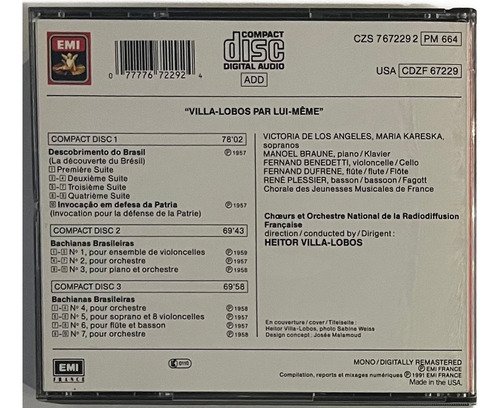 EMI
0 77776 72292 4
COMPACT
disc
DIGITAL AUDIO
ADD
CZS 7 67229 2 PM 664
USA CDZF 67229
"VILLA-LOBOS PAR LUI-MÊME"
COMPACT DISC 1 78'02
Descobrimento do Brasil ℗ 1957
(La découverte du Brésil)
Première Suite
Deuxième Suite
Troisième Suite
Quatrième Suite
Invocação em defesa da Patria ℗ 1957
(Invocation pour la défense de la Patrie)
COMPACT DISC 2 69'43
Bachianas Brasileiras
Nº 1, pour ensemble de violoncelles ℗ 1959
Nº 2, pour orchestre ℗ 1957
Nº 3, pour piano et orchestre ℗ 1958
COMPACT DISC 3 69'58
Bachianas Brasileiras
Nº 4, pour orchestre ℗ 1958
Nº 5, pour soprano et 8 violoncelles ℗ 1957
Nº 6, pour flûte et basson ℗ 1957
Nº 7, pour orchestre ℗ 1958
VICTORIA DE LOS ANGELES, MARIA KARESKA,
sopranos
MANOEL BRAUNE, piano/Klavier
FERNAND BENEDETTI, violoncelle/Cello
FERNAND DUFRENE, flûte/flute/Flöte
RENÉ PLESSIER, basson/bassoon/Fagott
Chorale des Jeunesses Musicales de France
Chœurs et Orchestre National de la Radiodiffusion
Française
direction/conducted by/Dirigent:
HEITOR VILLA-LOBOS
En couverture/cover/Titelseite:
Heitor Villa-Lobos, photo Sabine Weiss
Design concept: Josée Malamoud
EMI
FRANCE
MONO/DIGITALLY REMASTERED
℗ EMI FRANCE
Compilation, reports et mixages numériques ℗ 1991 EMI FRANCE
Made in the USA.